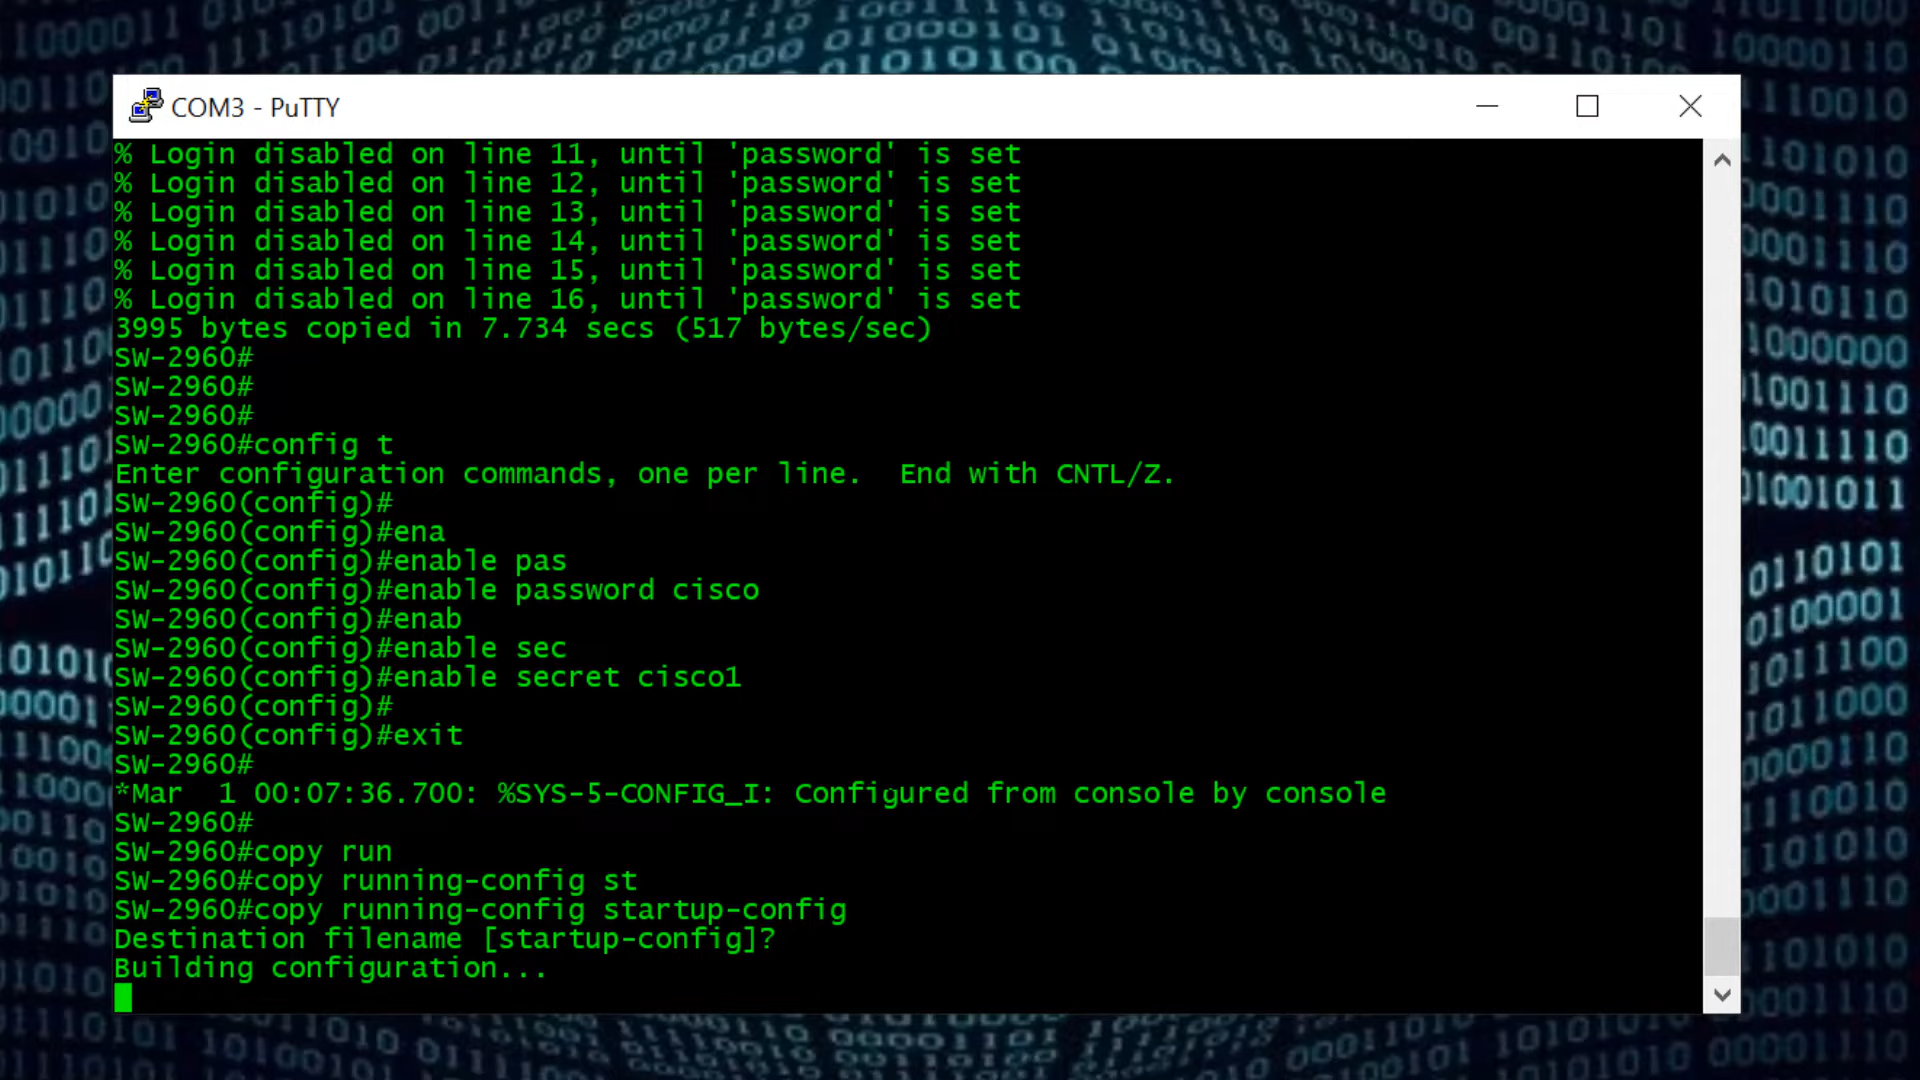 COM3 - PuTTY
% Login disabled on line 11, until 'password' is set
% Login disabled on line 12, until 'password' is set
% Login disabled on line 13, until 'password' is set
% Login disabled on line 14, until 'password' is set
% Login disabled on line 15, until 'password' is set
% Login disabled on line 16, until 'password' is set
3995 bytes copied in 7.734 secs (517 bytes/sec)
SW-2960#
SW-2960#
SW-2960#
SW-2960#config t
Enter configuration commands, one per line.  End with CNTL/Z.
SW-2960(config)#
SW-2960(config)#ena
SW-2960(config)#enable pas
SW-2960(config)#enable password cisco
SW-2960(config)#enab
SW-2960(config)#enable sec
SW-2960(config)#enable secret cisco1
SW-2960(config)#
SW-2960(config)#exit
SW-2960#
*Mar  1 00:07:36.700: %SYS-5-CONFIG_I: Configured from console by console
SW-2960#
SW-2960#copy run
SW-2960#copy running-config st
SW-2960#copy running-config startup-config
Destination filename [startup-config]?
Building configuration...